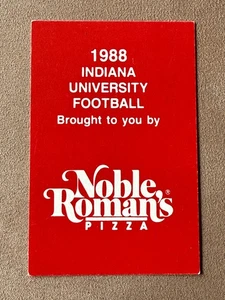 1988
INDIANA
UNIVERSITY
FOOTBALL
Brought to you by
Noble
Roman's®
PIZZA